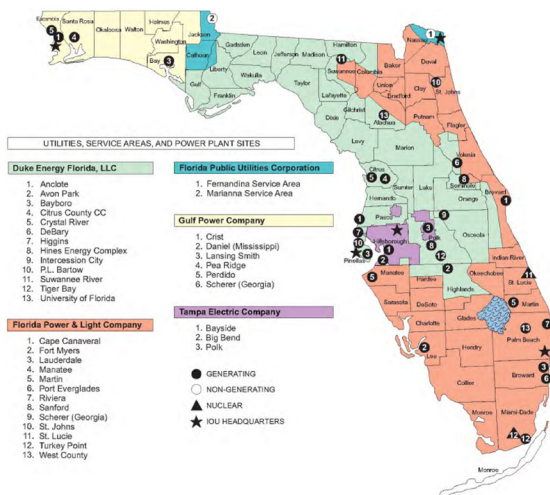 UTILITIES, SERVICE AREAS, AND POWER PLANT SITES
Duke Energy Florida, LLC
1. Anclote
2. Avon Park
3. Bayboro
4. Citrus County CC
5. Crystal River
6. DeBary
7. Higgins
8. Hines Energy Complex
9. Intercession City
10. P.L. Bartow
11. Suwannee River
12. Tiger Bay
13. University of Florida
Florida Power & Light Company
1. Cape Canaveral
2. Fort Myers
3. Lauderdale
4. Manatee
5. Martin
6. Port Everglades
7. Riviera
8. Sanford
9. Scherer (Georgia)
10. St. Johns
11. St. Lucie
12. Turkey Point
13. West County
Florida Public Utilities Corporation
1. Fernandina Service Area
2. Marianna Service Area
Gulf Power Company
1. Crist
2. Daniel (Mississippi)
3. Lansing Smith
4. Pea Ridge
5. Perdido
6. Scherer (Georgia)
Tampa Electric Company
1. Bayside
2. Big Bend
3. Polk
GENERATING
NON-GENERATING
NUCLEAR
IOU HEADQUARTERS
Escambia
Santa Rosa
Okaloosa
Walton
Holmes
Washington
Bay
Jackson
Calhoun
Gulf
Gadsden
Liberty
Franklin
Leon
Wakulla
Jefferson
Madison
Taylor
Hamilton
Suwannee
Lafayette
Dixie
Columbia
Gilchrist
Levy
Baker
Union
Bradford
Alachua
Marion
Nassau
Duval
Clay
St. Johns
Putnam
Flagler
Volusia
Citrus
Sumter
Lake
Seminole
Orange
Brevard
Hernando
Pasco
Pinellas
Hillsborough
Polk
Osceola
Indian River
Manatee
Hardee
Okeechobee
St. Lucie
Highlands
Sarasota
DeSoto
Martin
Charlotte
Glades
Lee
Hendry
Palm Beach
Collier
Broward
Monroe
Miami-Dade
Monroe